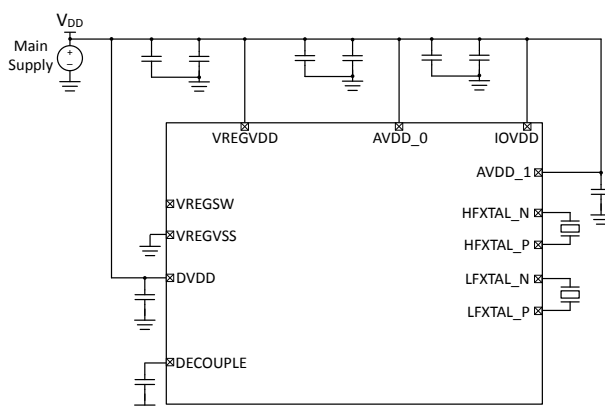 VDD
Main
Supply
+
–
VREGVDD
AVDD_0
IOVDD
AVDD_1
VREGSW
HFXTAL_N
VREGVSS
HFXTAL_P
DVDD
LFXTAL_N
LFXTAL_P
DECOUPLE